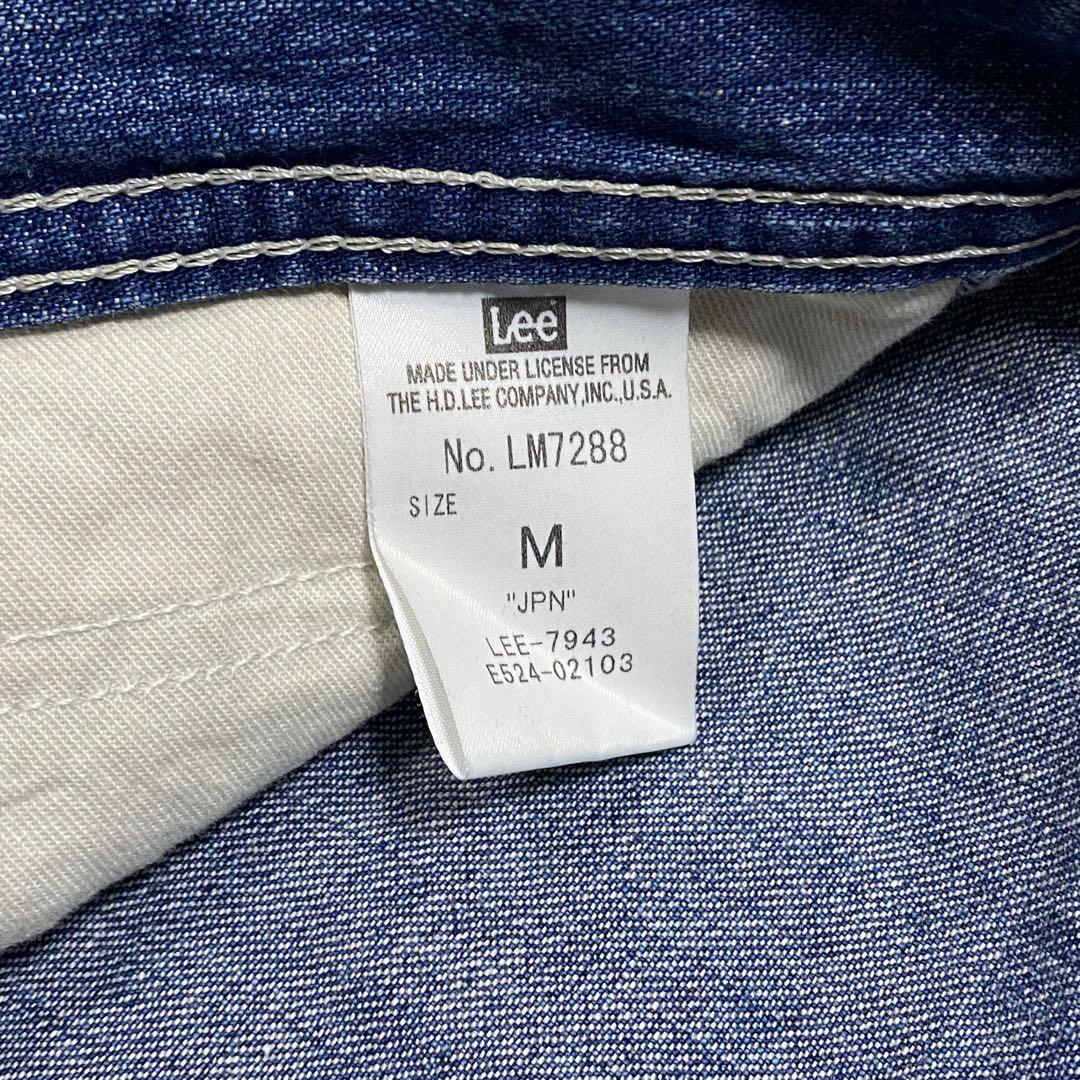 Lee
MADE UNDER LICENSE FROM
THE H.D.LEE COMPANY,INC.,U.S.A.
No. LM7288
SIZE
M
"JPN"
LEE-7943
E524-02103